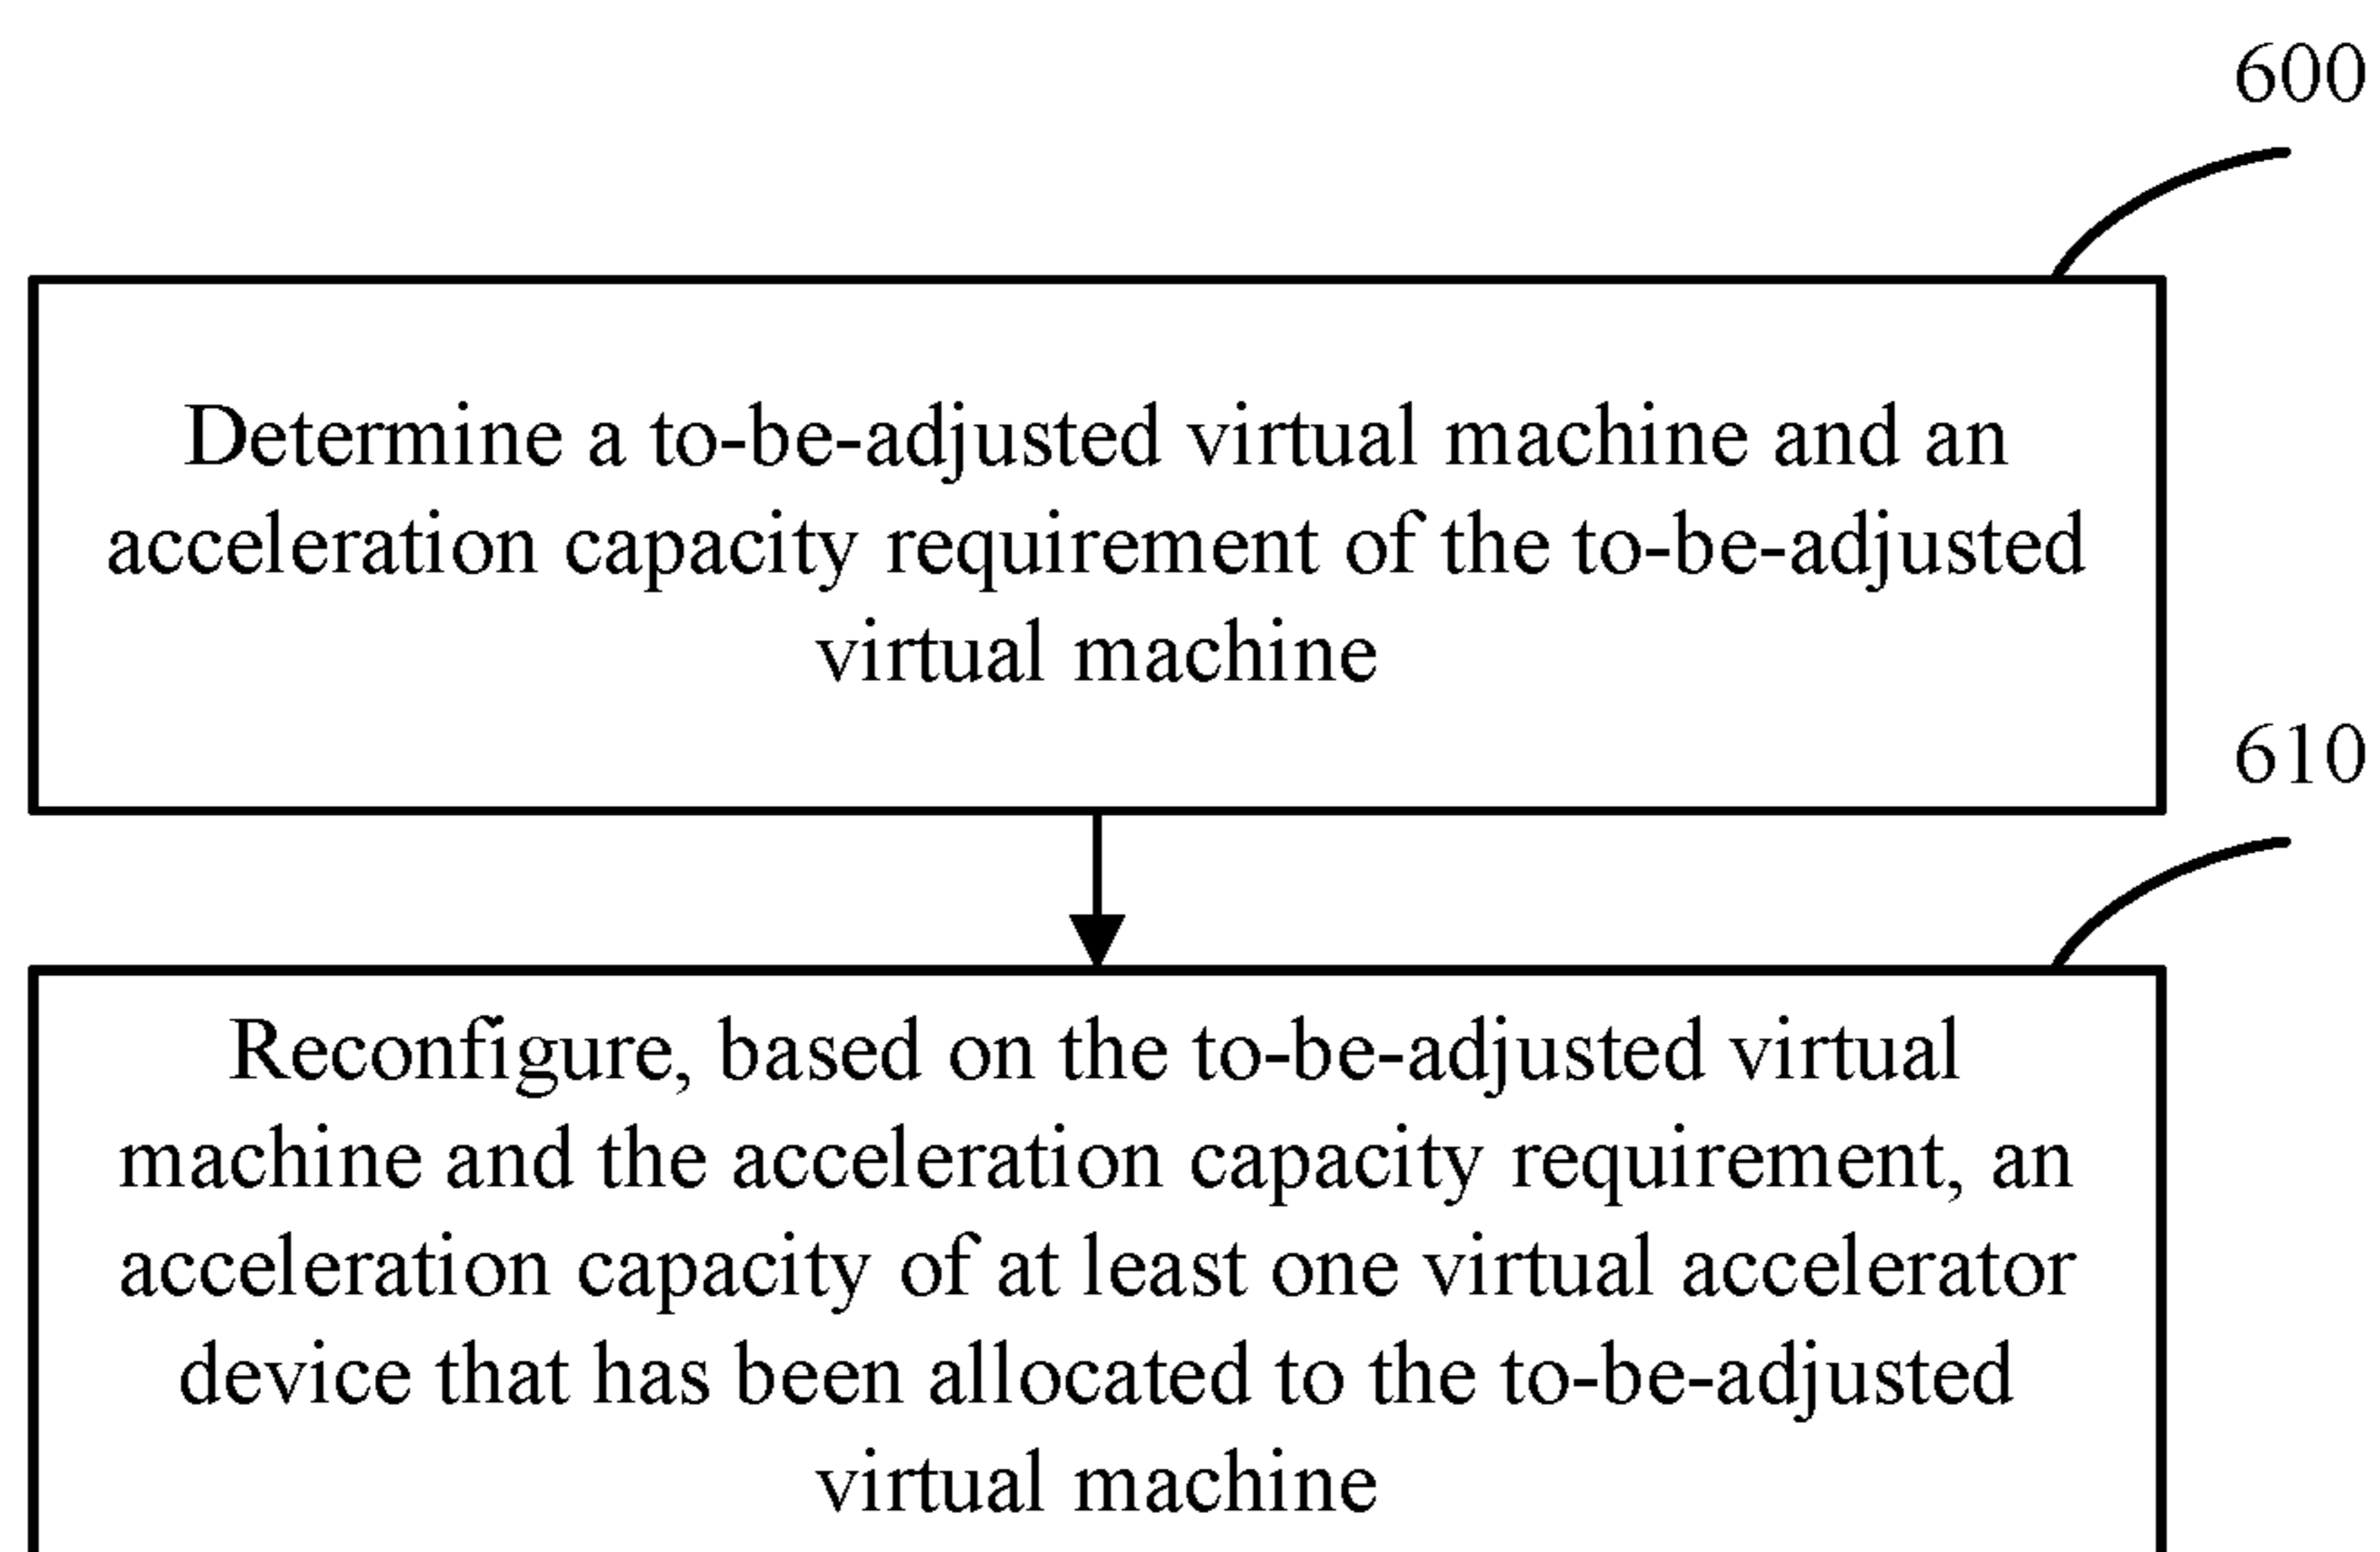 600
Determine a to-be-adjusted virtual machine and an
acceleration capacity requirement of the to-be-adjusted
virtual machine
610
Reconfigure, based on the to-be-adjusted virtual
machine and the acceleration capacity requirement, an
acceleration capacity of at least one virtual accelerator
device that has been allocated to the to-be-adjusted
virtual machine